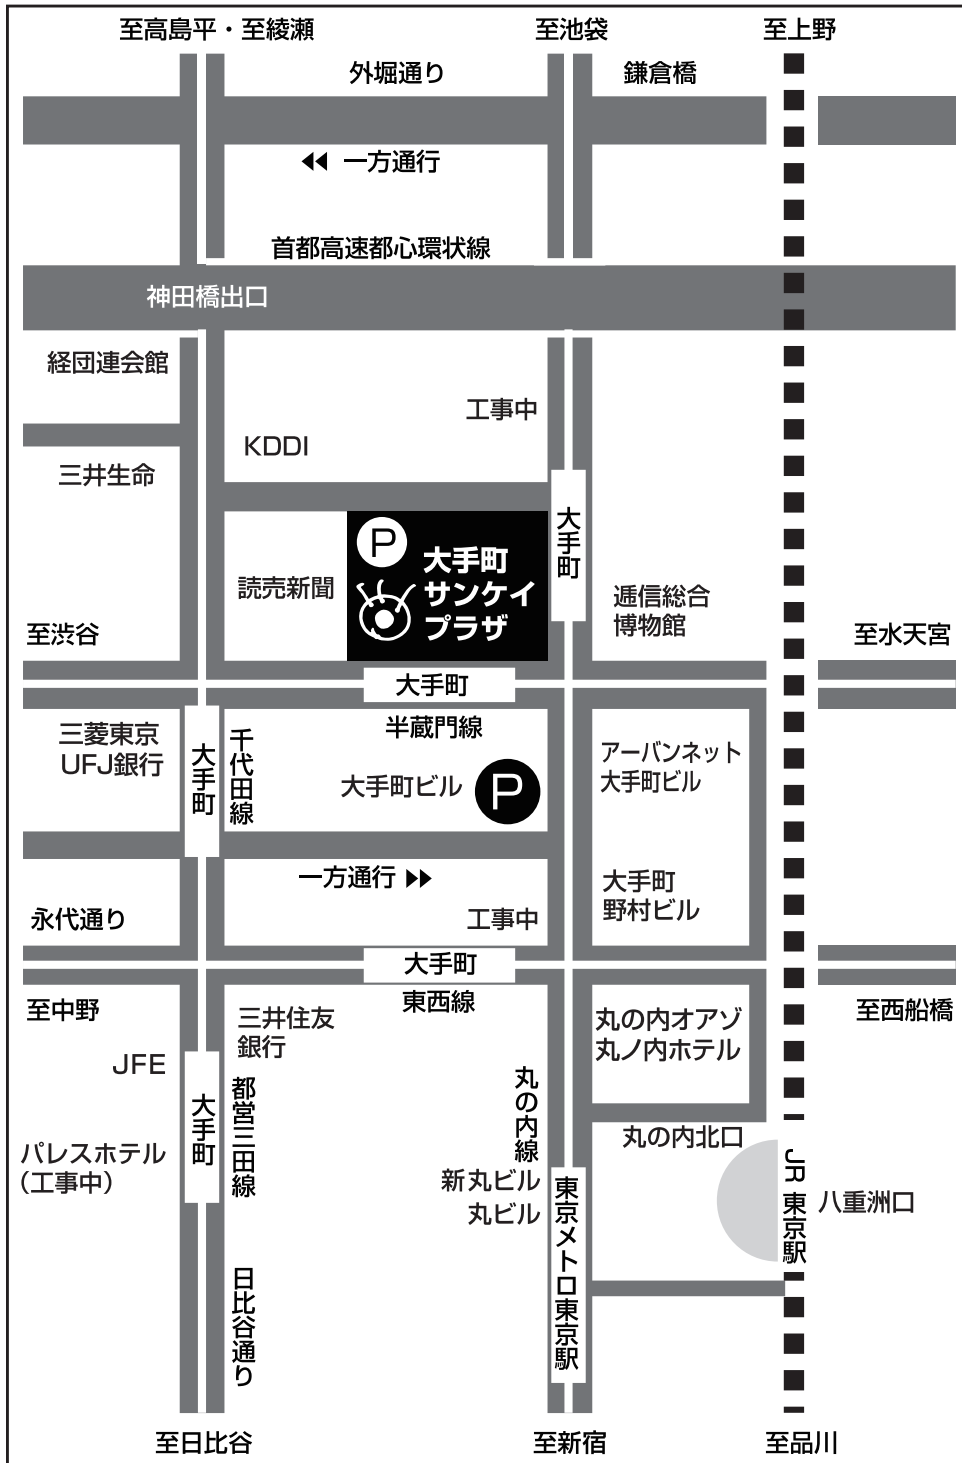 至高島平・至綾瀬
至池袋
至上野
外堀通り
鎌倉橋
一方通行
首都高速都心環状線
神田橋出口
経団連会館
工事中
KDDI
三井生命
大手町
P
大手町
サンケイ
プラザ
読売新聞
逓信総合
博物館
至渋谷
至水天宮
大手町
半蔵門線
三菱東京
UFJ銀行
大手町
千代田線
大手町ビル
P
アーバンネット
大手町ビル
一方通行
大手町
野村ビル
永代通り
工事中
大手町
東西線
至中野
至西船橋
三井住友
銀行
丸の内オアゾ
丸ノ内ホテル
JFE
大手町
都営三田線
丸の内線
丸の内北口
パレスホテル
(工事中)
新丸ビル
丸ビル
東京メトロ東京駅
JR東京駅
八重洲口
日比谷通り
至日比谷
至新宿
至品川